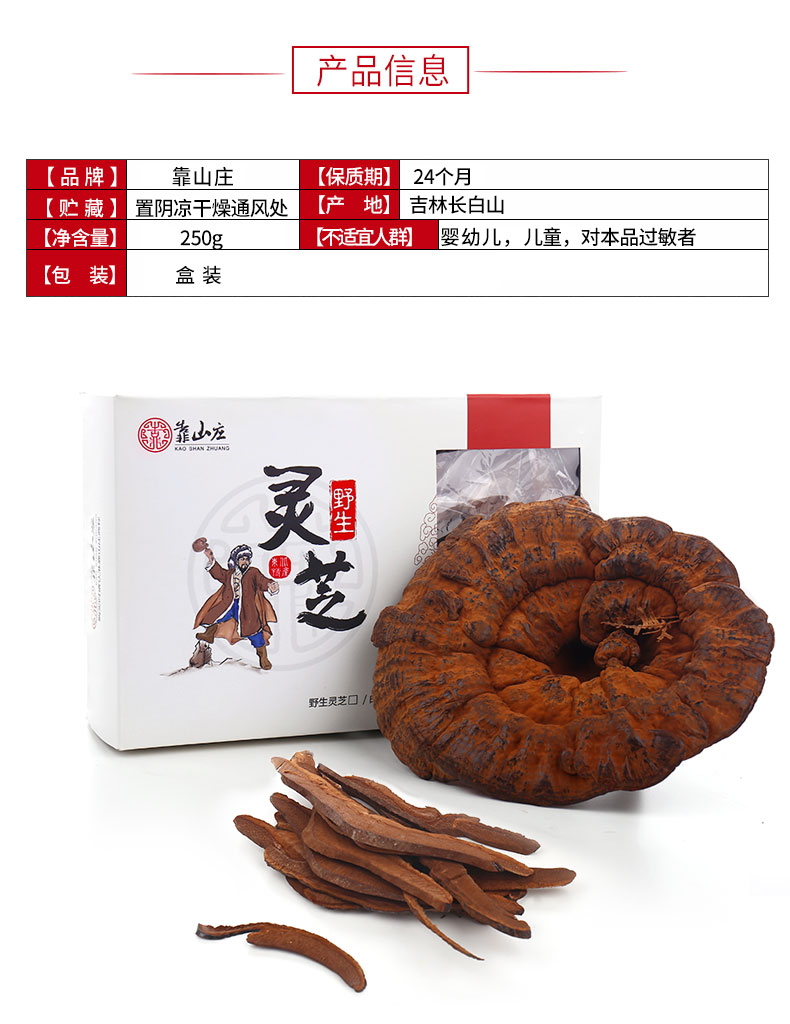 产品信息
【品牌】 靠山庄 【保质期】 24个月
【贮藏】 置阴凉干燥通风处 【产 地】 吉林长白山
【净含量】 250g 【不适宜人群】 婴幼儿，儿童，对本品过敏者
【包 装】 盒装
靠山庄
KAO SHAN ZHUANG
野生
灵芝
野生灵芝□ /